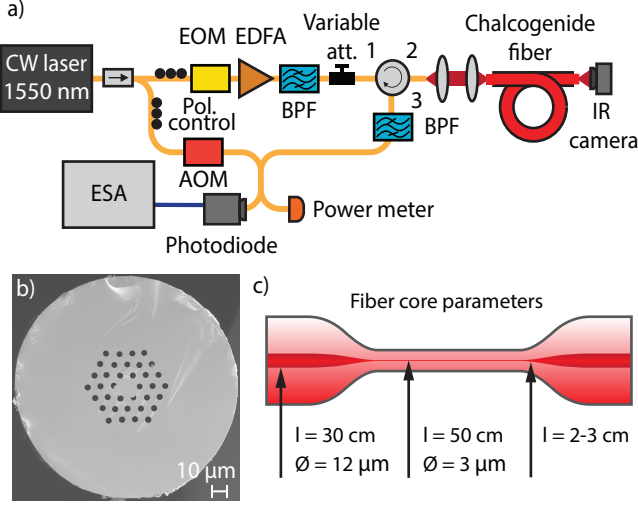 a)
CW laser
1550 nm
EOM
EDFA
BPF
Variable
att.
1
2
3
Chalcogenide
fiber
BPF
IR
camera
Pol.
control
AOM
ESA
Photodiode
Power meter
b)
10 µm
c)
Fiber core parameters
l = 30 cm
Ø = 12 µm
l = 50 cm
Ø = 3 µm
l = 2-3 cm